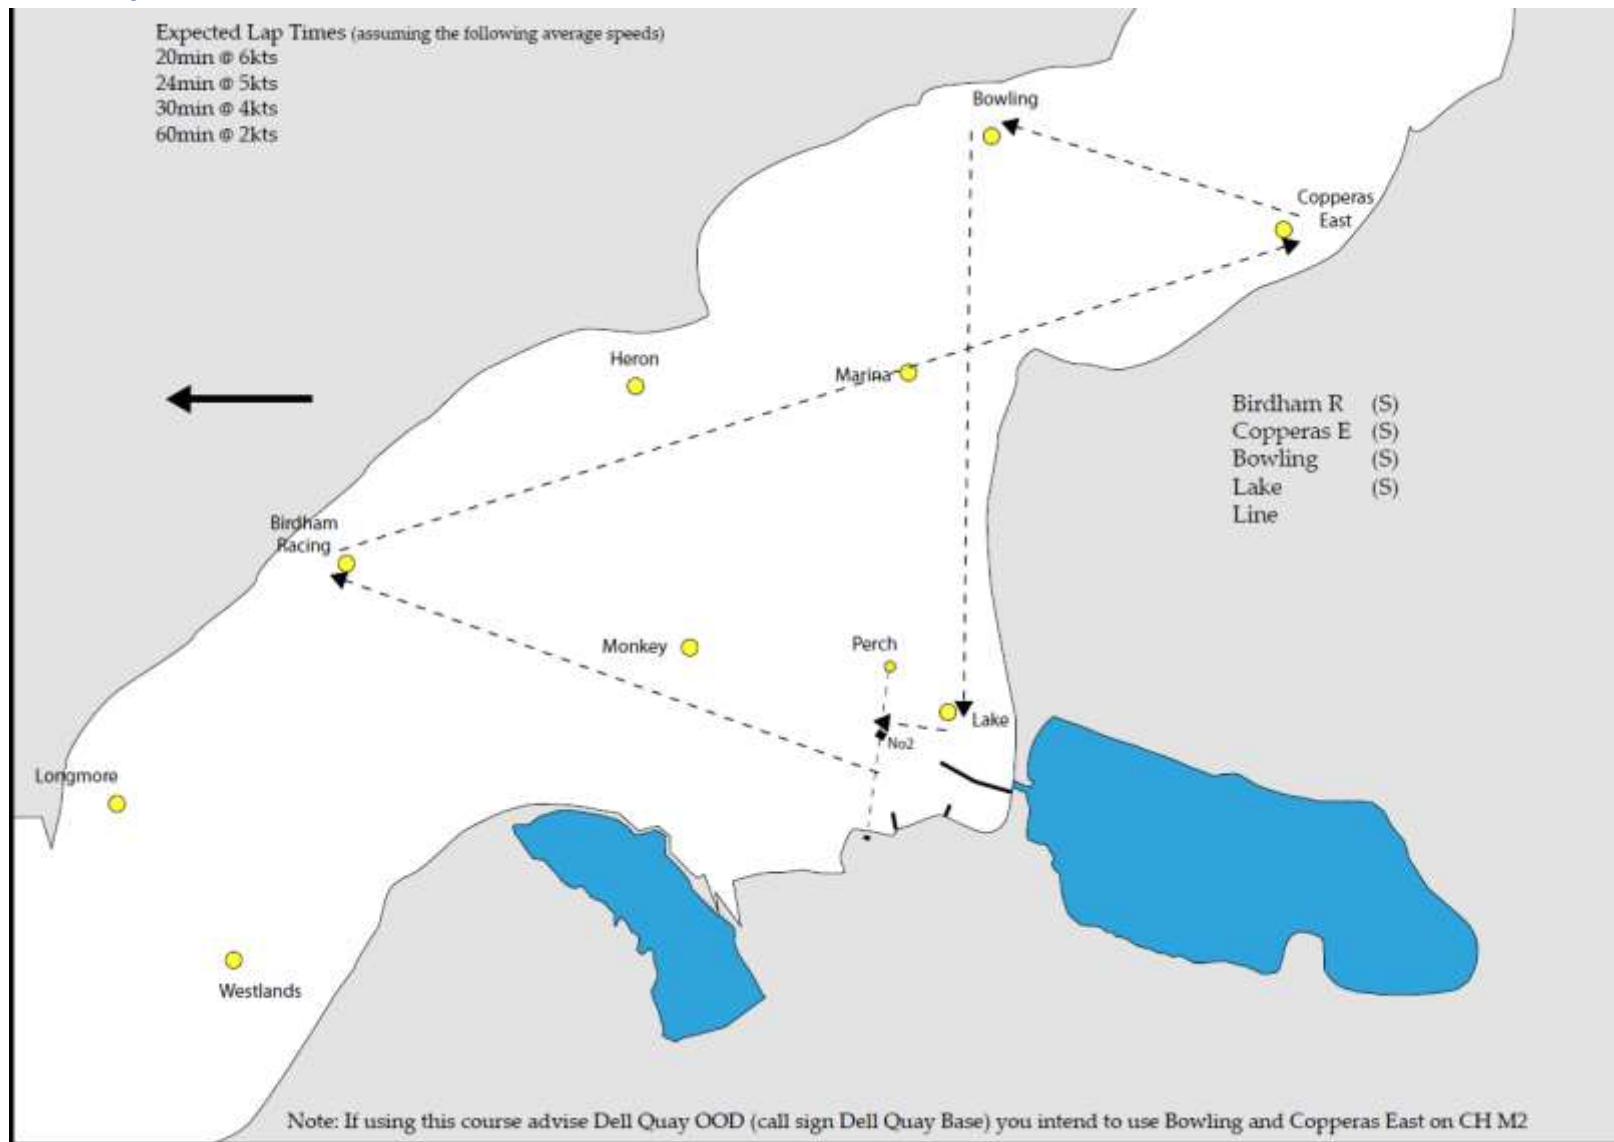 Expected Lap Times (assuming the following average speeds)
20min @ 6kts
24min @ 5kts
30min @ 4kts
60min @ 2kts
Bowling
Copperas
East
Heron
Marina
Birdham R (S)
Copperas E (S)
Bowling (S)
Lake (S)
Line
Birdham
Racing
Monkey
Perch
Lake
No2
Longmore
Westlands
Note: If using this course advise Dell Quay OOD (call sign Dell Quay Base) you intend to use Bowling and Copperas East on CH M2